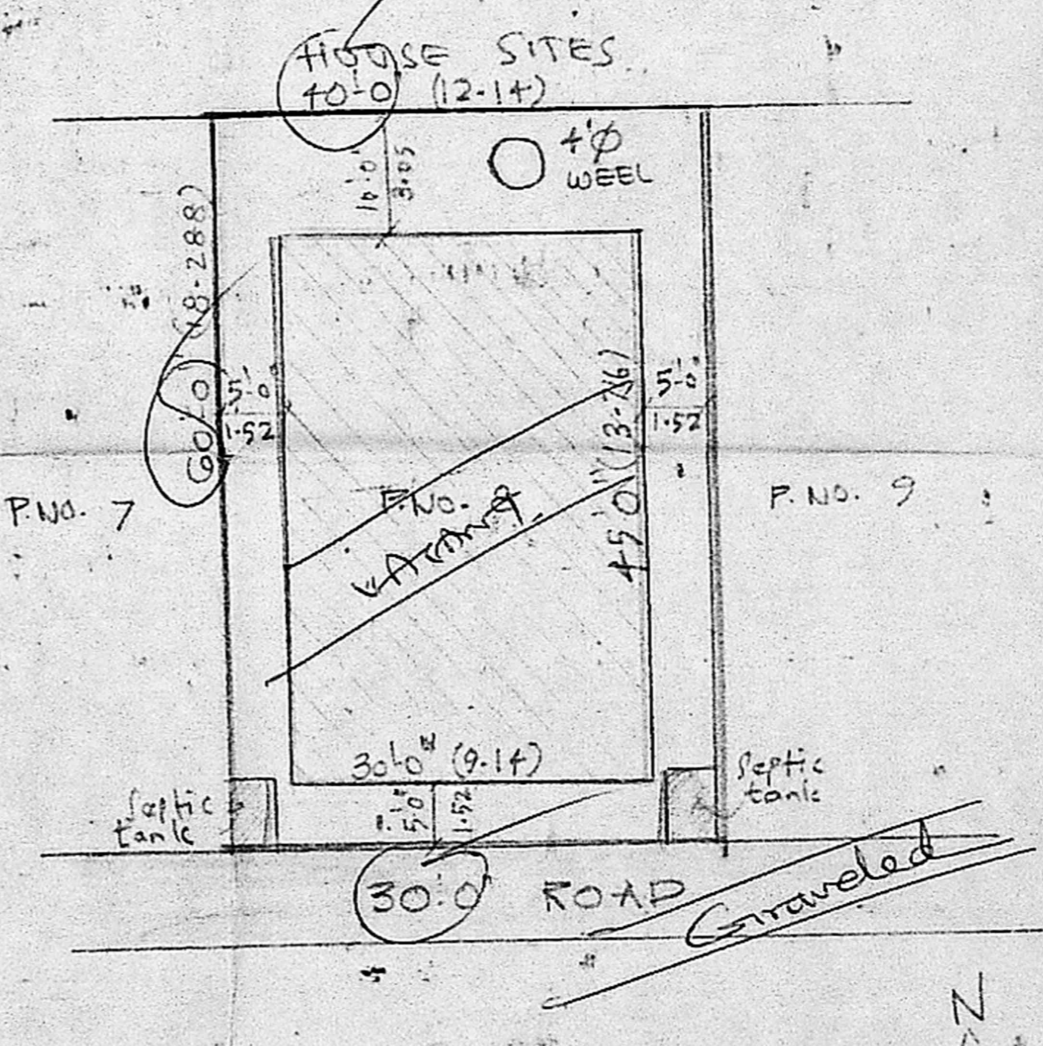 HOUSE SITES
40'-0 (12.14)
10'-0"
3.05
4'Ø
WEEL
60'-0" (18.288)
5'-0"
1.52
5'-0"
1.52
45'0" (13.716)
P.NO. 7
P.NO.
VACANT
P.NO. 9
30'-0" (9.14)
Septic
tank
5'-0"
1.52
Septic
tank
30'-0" ROAD
Graveled
N